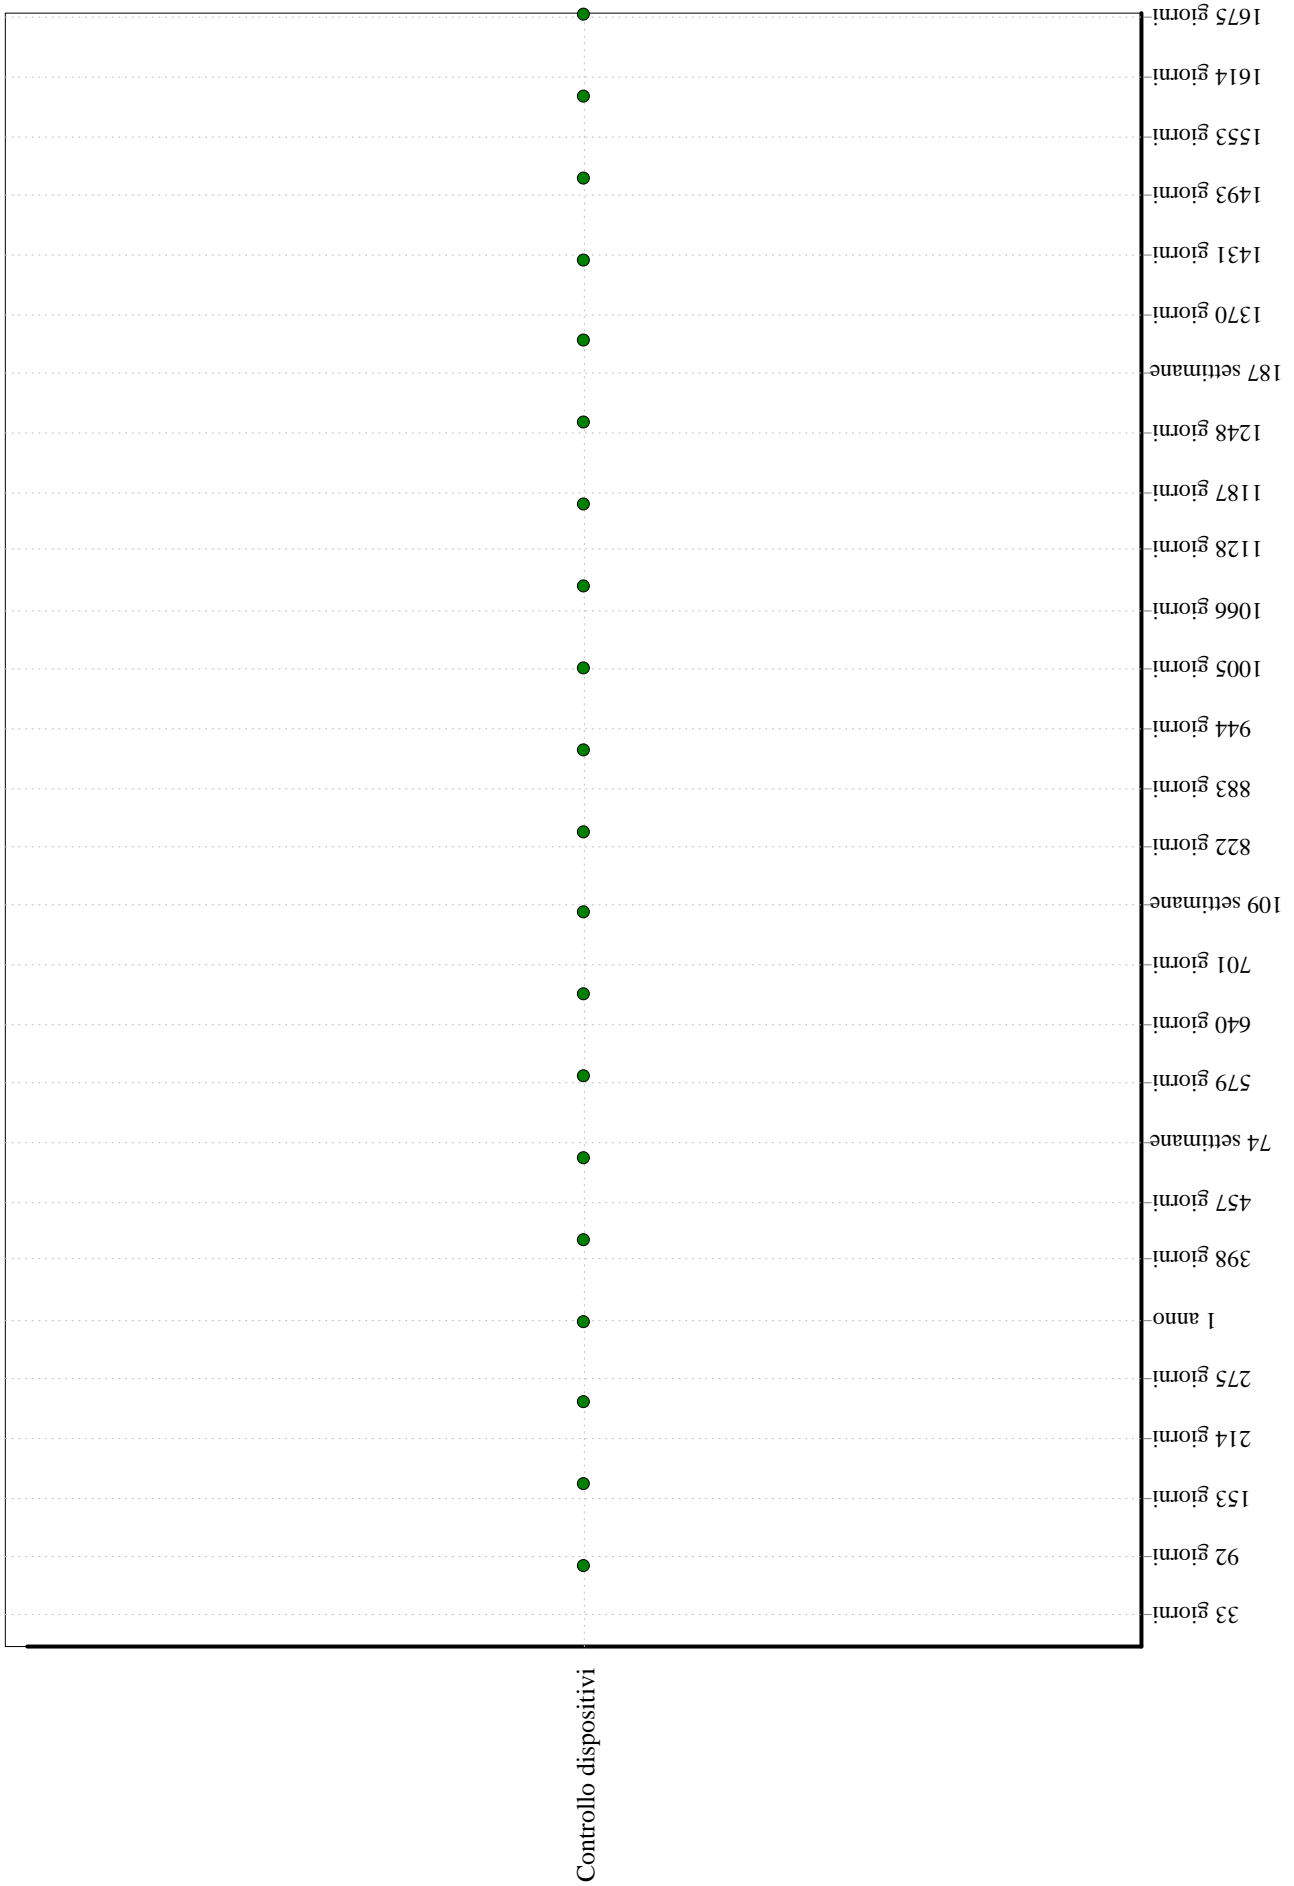 1675 giorni
1614 giorni
1553 giorni
1493 giorni
1431 giorni
1370 giorni
187 settimane
1248 giorni
1187 giorni
1128 giorni
1066 giorni
1005 giorni
944 giorni
883 giorni
822 giorni
109 settimane
701 giorni
640 giorni
579 giorni
74 settimane
457 giorni
398 giorni
1 anno
275 giorni
214 giorni
153 giorni
92 giorni
33 giorni
Controllo dispositivi